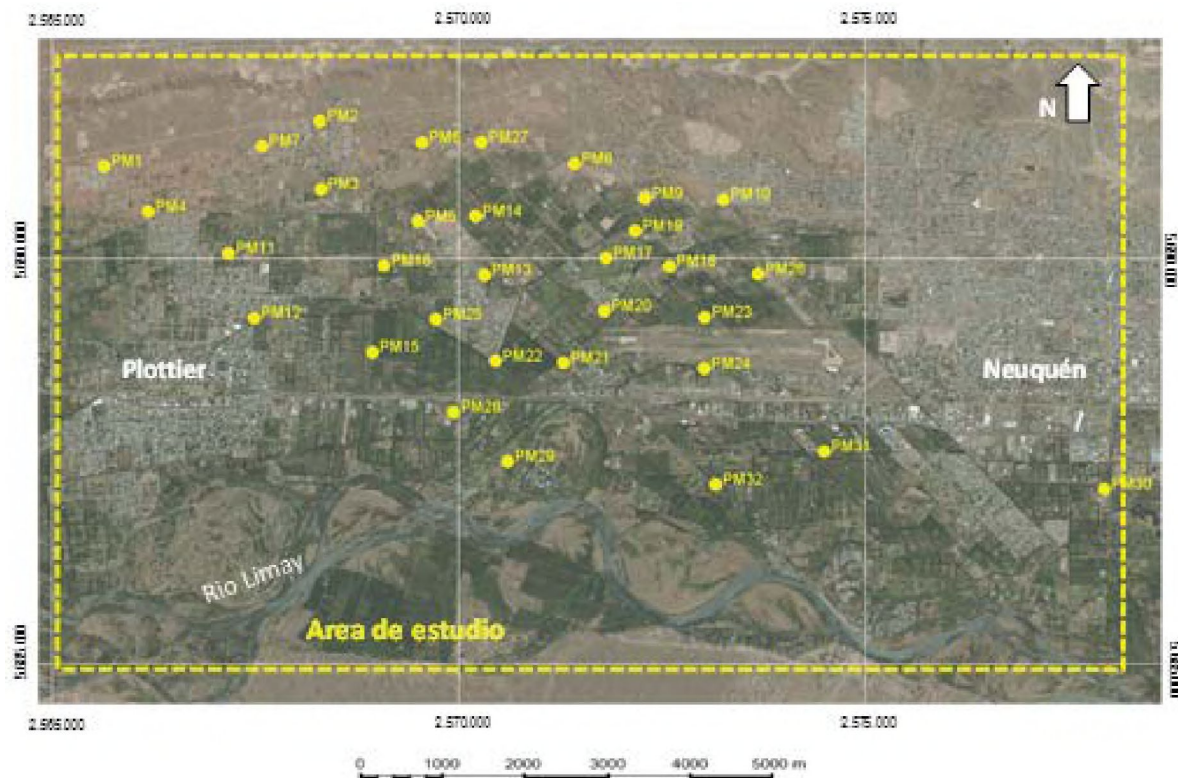 2.565.000 2.570.000 2.575.000
N
PM2
PM7
PM6
PM27
PM1
PM8
PM3
PM9
PM10
PM4
PM14
PM5
PM19
PM11
PM17
PM16
PM18
PM13
PM26
PM20
PM12
PM25
PM23
PM15
PM22
PM21
PM24
Plottier
Neuquén
PM28
PM31
PM29
PM32
PM30
Rio Limay
Area de estudio
2.565.000 2.570.000 2.575.000
0 1000 2000 3000 4000 5000 m